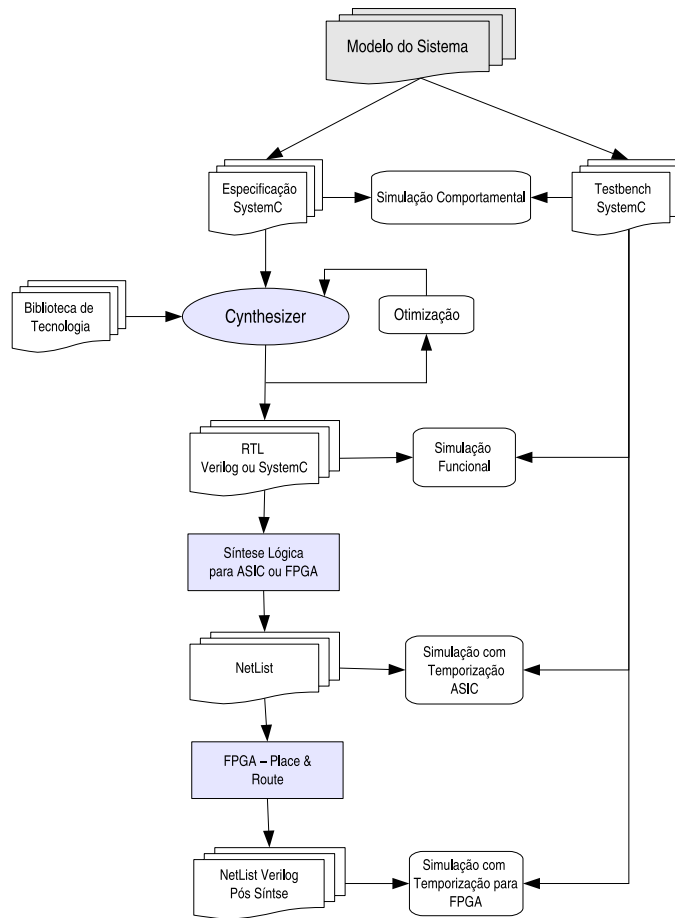 Modelo do Sistema
Especificação
SystemC
Simulação Comportamental
Testbench
SystemC
Biblioteca de
Tecnologia
Cynthesizer
Otimização
RTL
Verilog ou SystemC
Simulação
Funcional
Síntese Lógica
para ASIC ou FPGA
NetList
Simulação com
Temporização
ASIC
FPGA – Place &
Route
NetList Verilog
Pós Síntse
Simulação com
Temporização para
FPGA